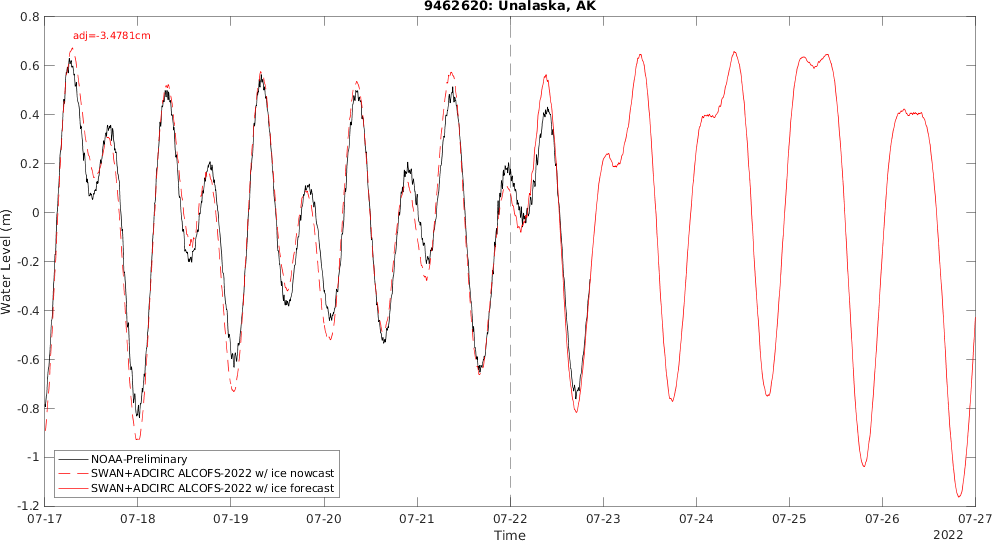 9462620: Unalaska, AK
adj=-3.4781cm
0.8
0.6
0.4
0.2
0
-0.2
-0.4
-0.6
-0.8
-1
-1.2
Water Level (m)
NOAA-Preliminary
SWAN+ADCIRC ALCOFS-2022 w/ ice nowcast
SWAN+ADCIRC ALCOFS-2022 w/ ice forecast
07-17 07-18 07-19 07-20 07-21 07-22 07-23 07-24 07-25 07-26 07-27
Time
2022